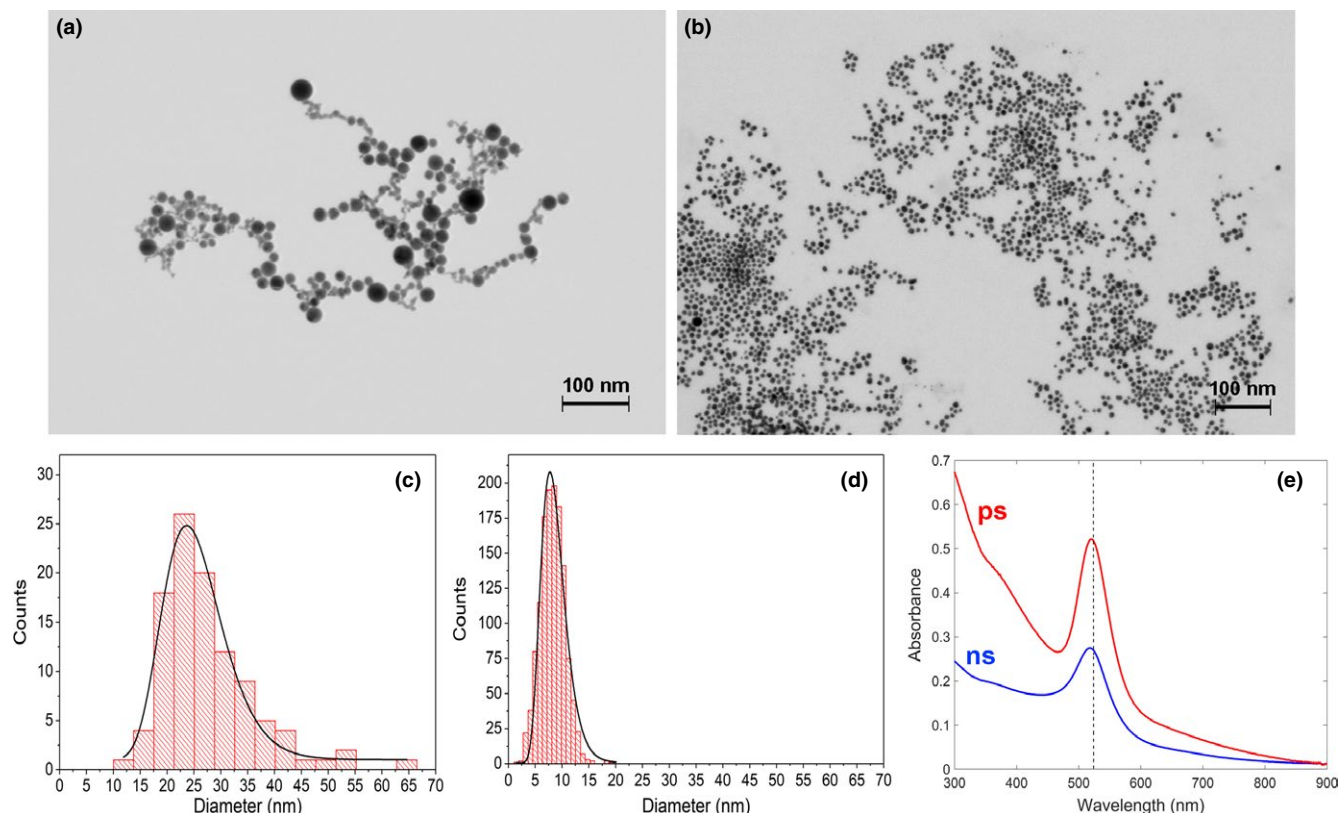 (a)
100 nm
(b)
100 nm
(c)
30
25
20
15
10
5
0
Counts
0 5 10 15 20 25 30 35 40 45 50 55 60 65 70
Diameter (nm)
(d)
200
175
150
125
100
75
50
25
0
Counts
0 5 10 15 20 25 30 35 40 45 50 55 60 65 70
Diameter (nm)
(e)
0.7
0.6
0.5
0.4
0.3
0.2
0.1
0
Absorbance
ps
ns
300 400 500 600 700 800 900
Wavelength (nm)